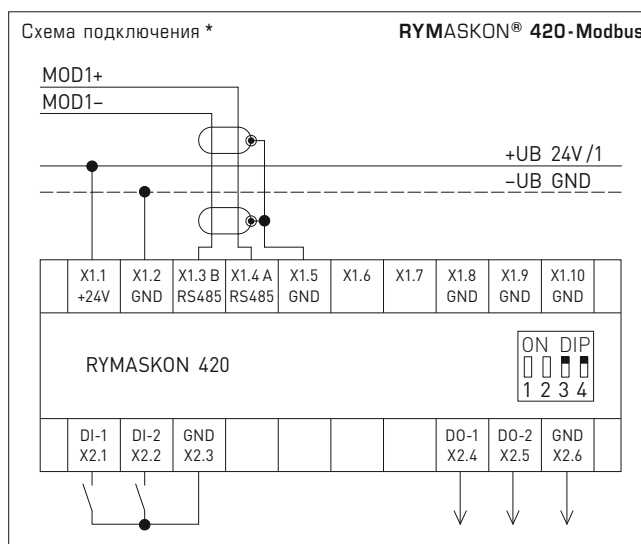 Схема подключения * RYMASKON® 420-Modbus
MOD1+
MOD1–
+UB 24V/1
–UB GND
X1.1 X1.2 X1.3 B X1.4 A X1.5 X1.6 X1.7 X1.8 X1.9 X1.10
+24V GND RS485 RS485 GND GND GND GND
RYMASKON 420
ON DIP
1 2 3 4
DI-1 DI-2 GND DO-1 DO-2 GND
X2.1 X2.2 X2.3 X2.4 X2.5 X2.6